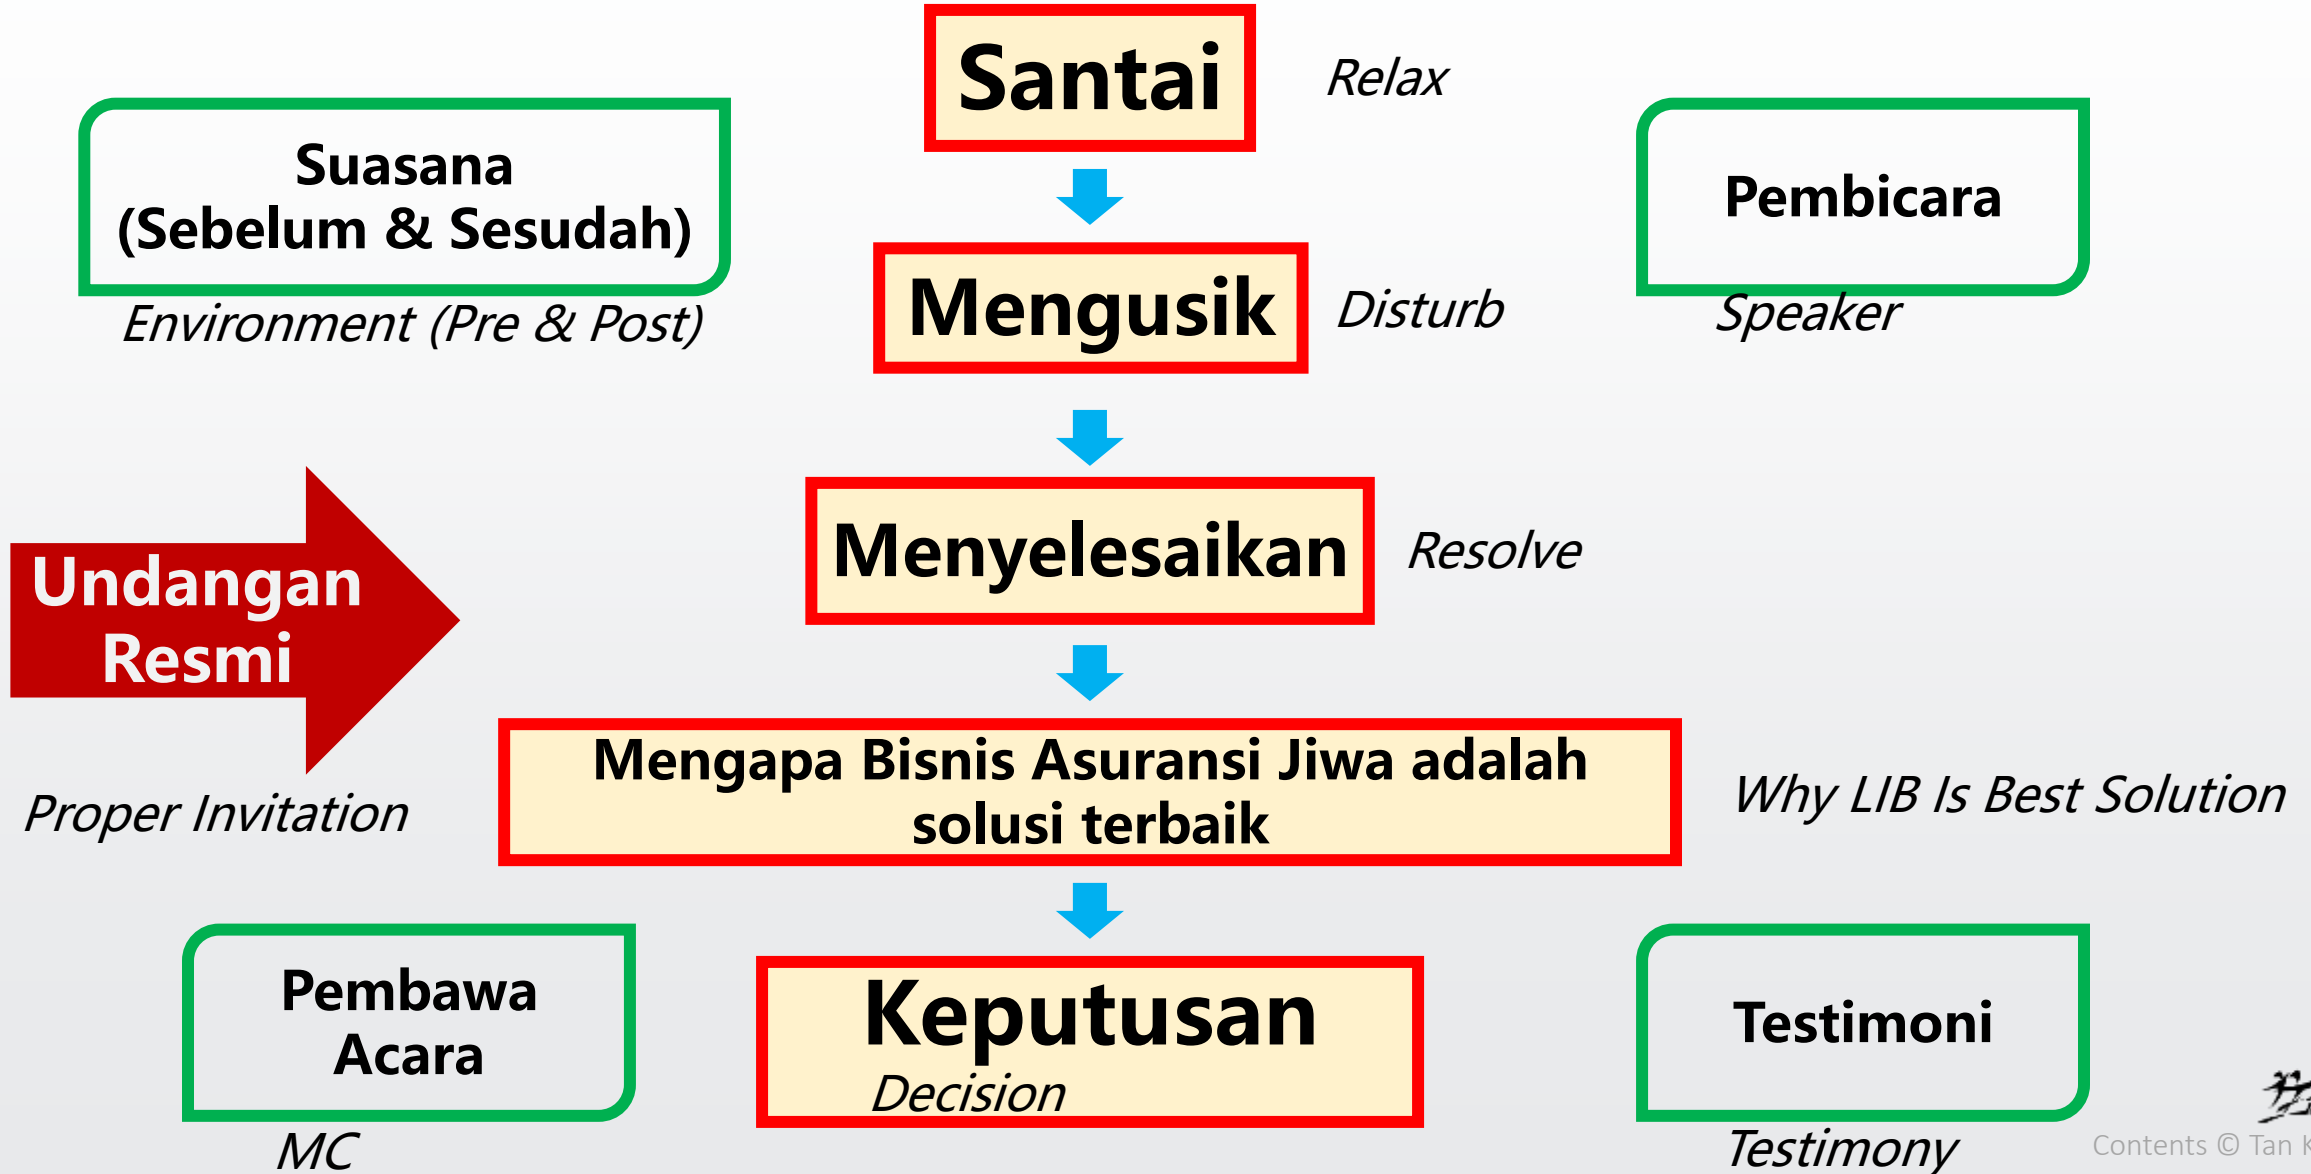 Santai
Relax
Suasana
(Sebelum & Sesudah)
Environment (Pre & Post)
Pembicara
Speaker
Mengusik
Disturb
Menyelesaikan
Resolve
Undangan
Resmi
Proper Invitation
Mengapa Bisnis Asuransi Jiwa adalah
solusi terbaik
Why LIB Is Best Solution
Pembawa
Acara
MC
Keputusan
Decision
Testimoni
Testimony
Contents © Tan